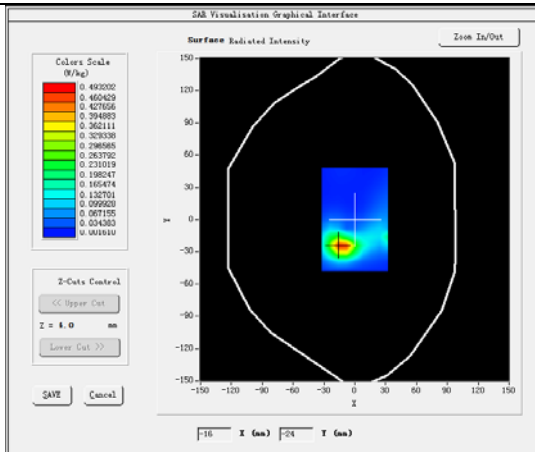 SAR Visualisation Graphical Interface
Surface Radiated Intensity
Zoom In/Out
Colors Scale
(W/kg)
0.493202
0.460429
0.427656
0.394883
0.362111
0.329338
0.296565
0.263792
0.231019
0.198247
0.165474
0.132701
0.099928
0.067155
0.034383
0.001610
Z-Cuts Control
<< Upper Cut
Z = 4.0 mm
Lower Cut >>
SAVE Cancel
150
120
90
60
30
0
-30
-60
-90
-120
-150
Y
-150 -120 -90 -60 -30 0 30 60 90 120 150
X
-16 X (mm) -24 Y (mm)